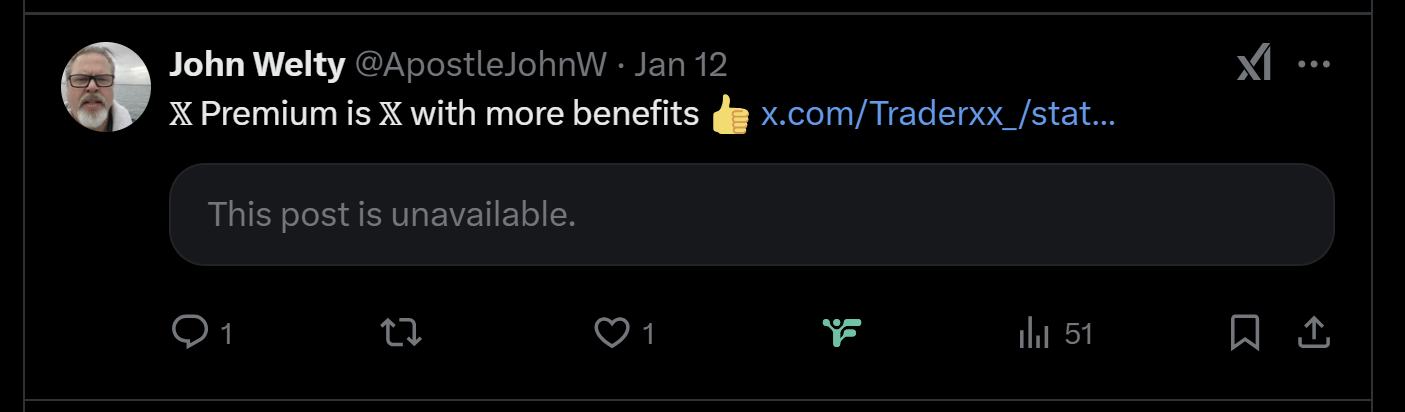 John Welty @ApostleJohnW · Jan 12
𝕏 Premium is 𝕏 with more benefits 👍 x.com/Traderxx_/stat...
This post is unavailable.
1 1 51